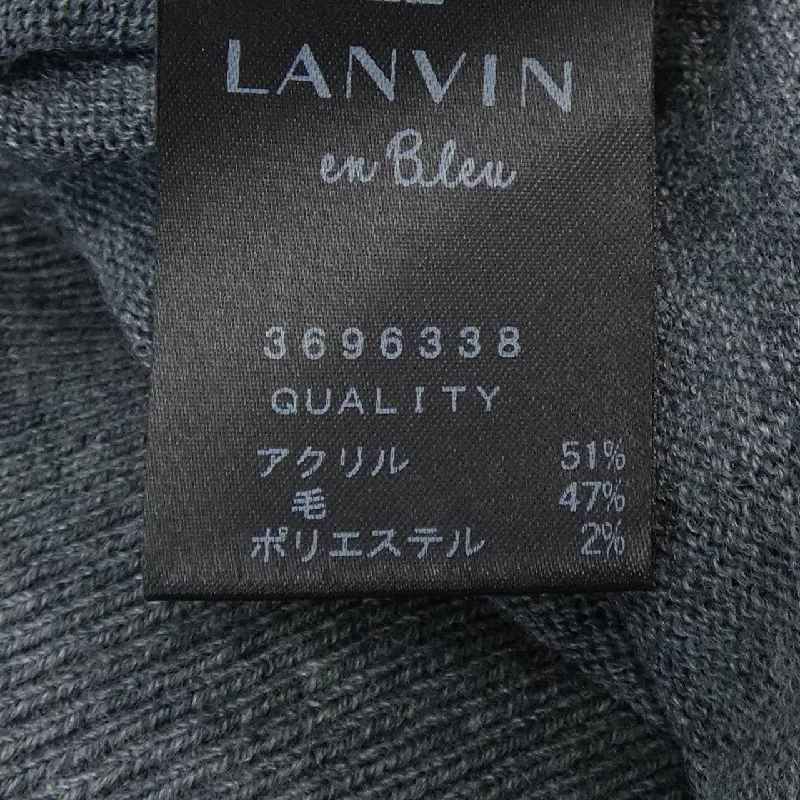 LANVIN
en Bleu
3696338
QUALITY
アクリル 51%
毛 47%
ポリエステル 2%